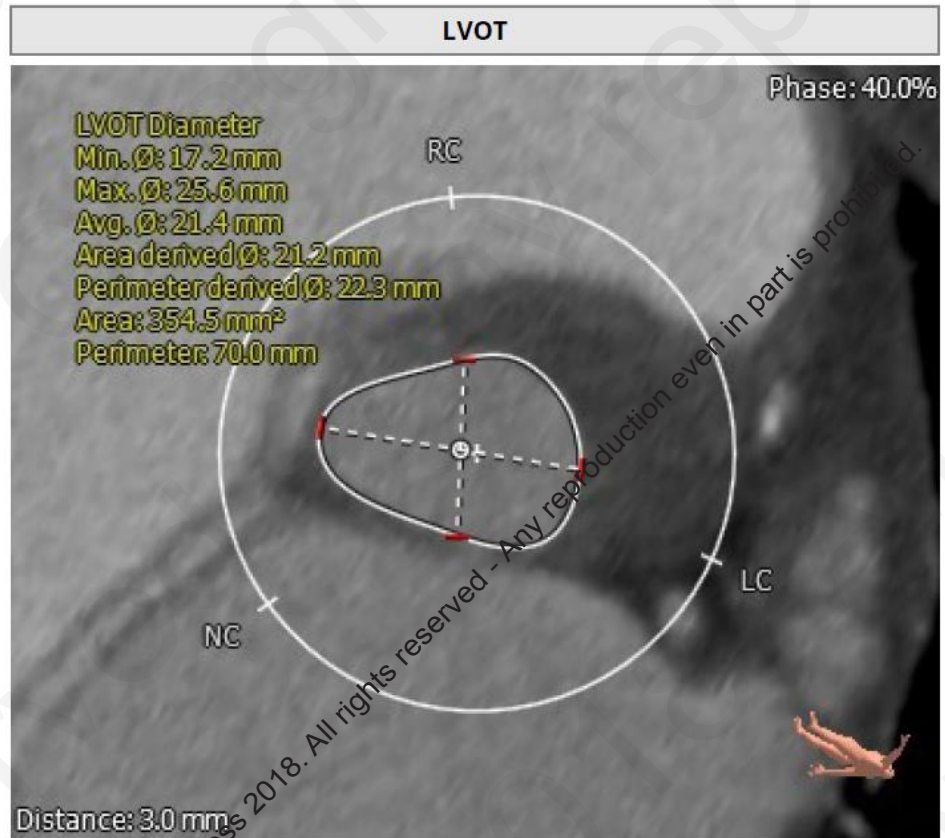 LVOT
Phase: 40.0%
LVOT Diameter
Min. Ø: 17.2 mm
Max. Ø: 25.6 mm
Avg. Ø: 21.4 mm
Area derived Ø: 21.2 mm
Perimeter derived Ø: 22.3 mm
Area: 354.5 mm²
Perimeter: 70.0 mm
RC
LC
NC
Distance: 3.0 mm
2018. All rights reserved - Any reproduction even in part is prohibited.